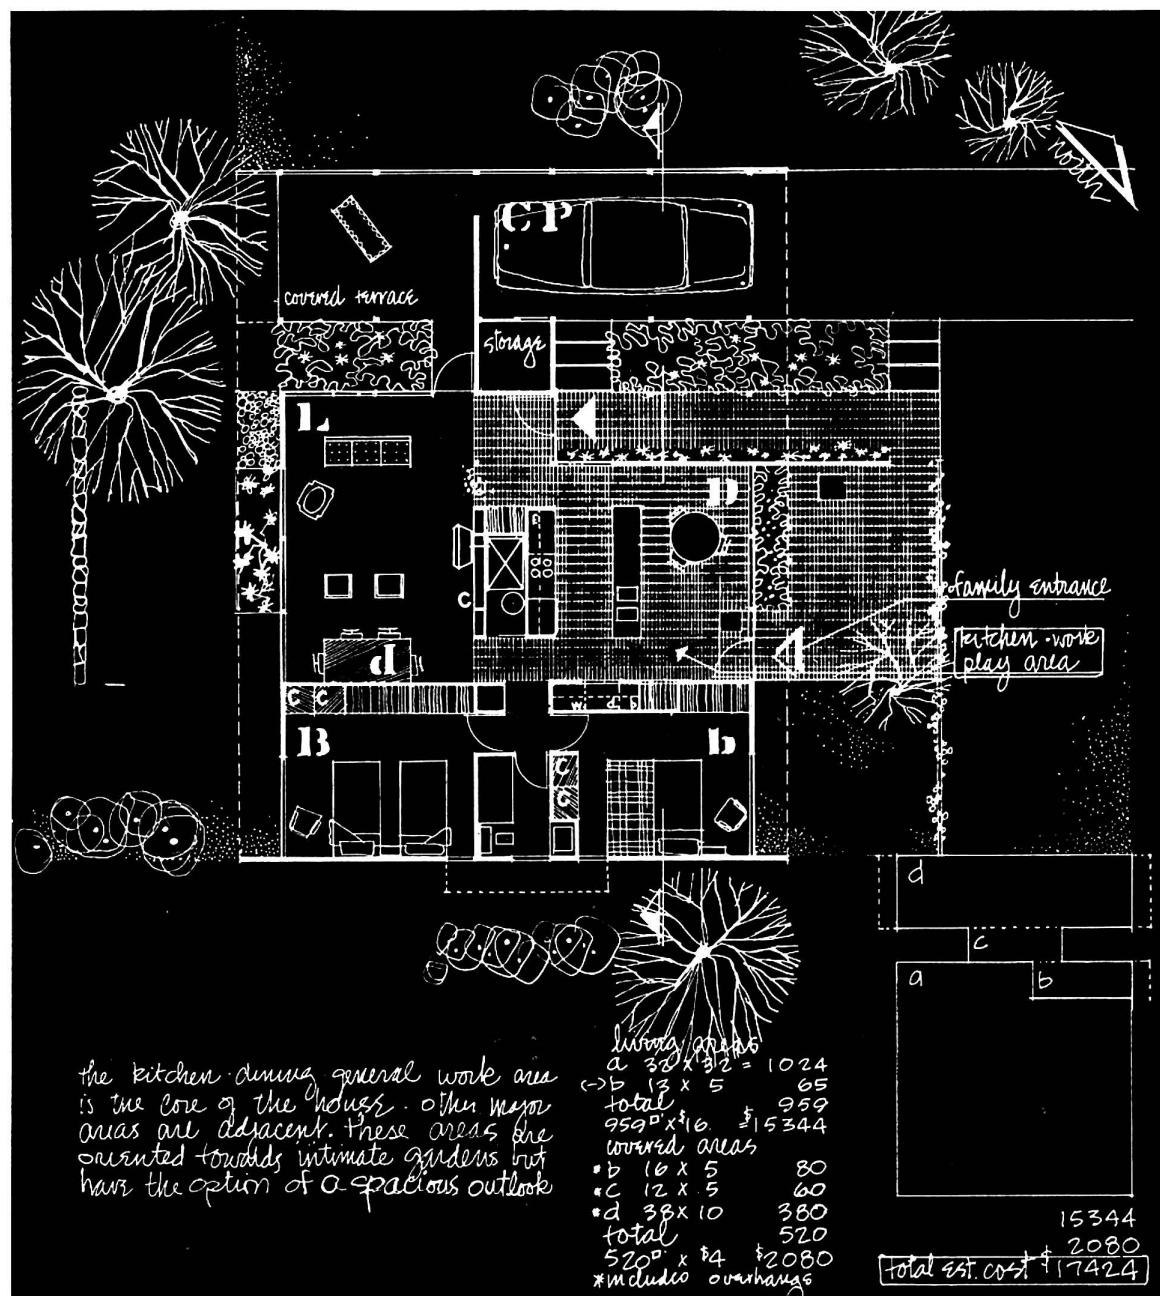 north
CP
covered terrace
storage
L
D
E
C
family entrance
kitchen-work
play area
d
C C
W D
B
b
C
C
d
c
a
b
the kitchen dining general work area
is the core of the house. other major
areas are adjacent. these areas are
oriented towards intimate gardens but
have the option of a spacious outlook
living areas
a 32 x 32 = 1024
(-) b 13 x 5 65
total 959
959□' x $16. = $15344
covered areas
*b 16 x 5 80
*c 12 x 5 60
*d 38 x 10 380
total 520
520□' x $4 $2080
*includes overhangs
15344
$ 2080
total est. cost $17424